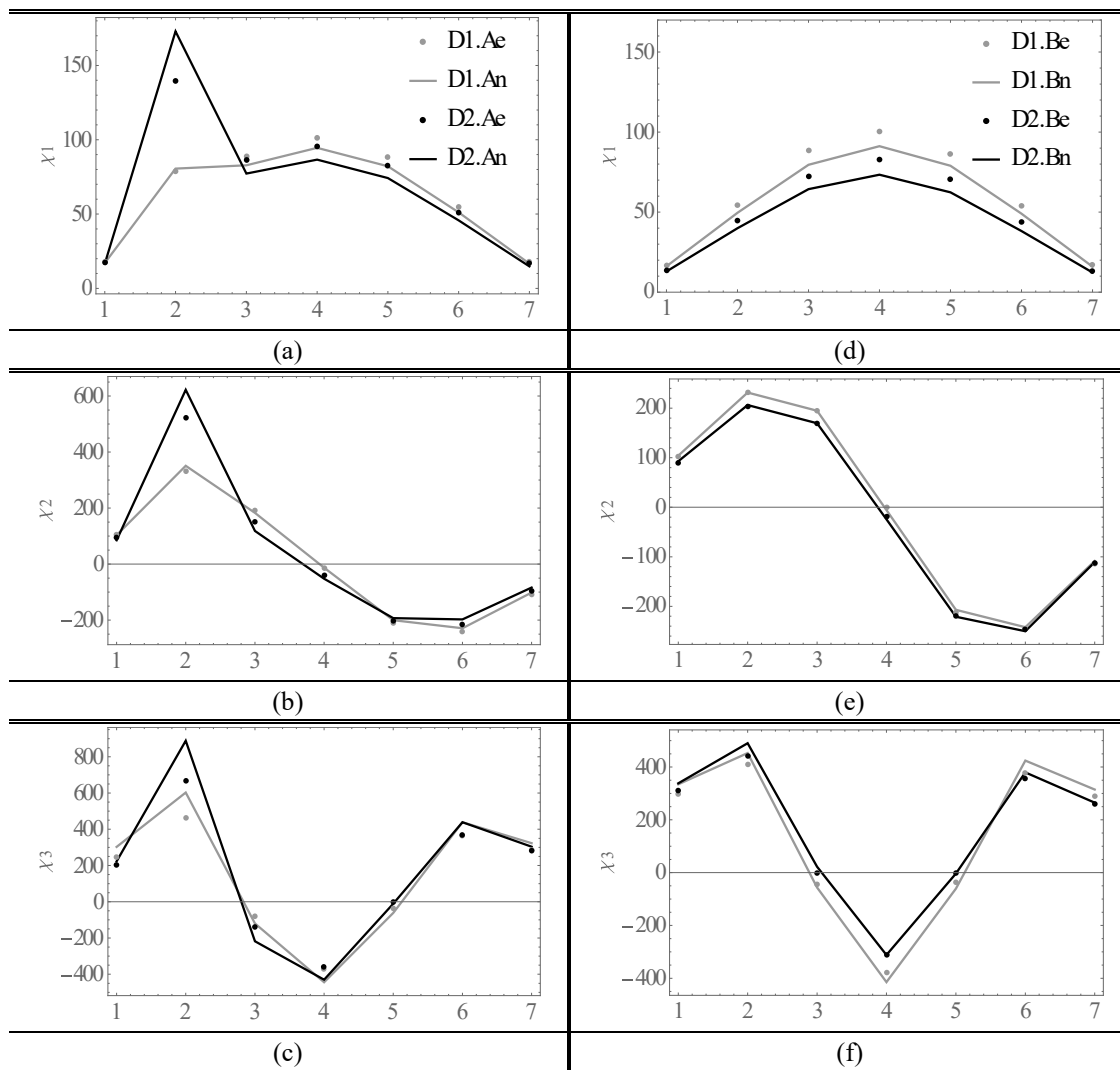 χ1
150
100
50
0
1 2 3 4 5 6 7
D1.Ae
D1.An
D2.Ae
D2.An
(a)
χ1
150
100
50
0
1 2 3 4 5 6 7
D1.Be
D1.Bn
D2.Be
D2.Bn
(d)
χ2
600
400
200
0
−200
1 2 3 4 5 6 7
(b)
χ2
200
100
0
−100
−200
1 2 3 4 5 6 7
(e)
χ3
800
600
400
200
0
−200
−400
1 2 3 4 5 6 7
(c)
χ3
400
200
0
−200
−400
1 2 3 4 5 6 7
(f)